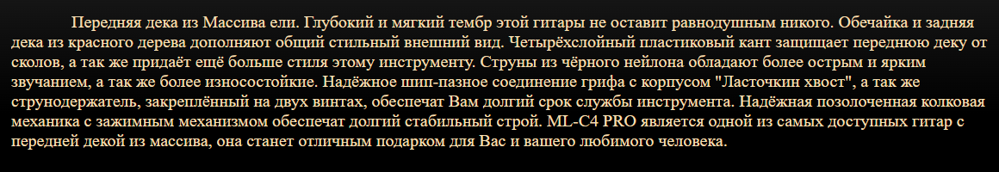 Передняя дека из Массива ели. Глубокий и мягкий тембр этой гитары не оставит равнодушным никого. Обечайка и задняя
дека из красного дерева дополняют общий стильный внешний вид. Четырёхслойный пластиковый кант защищает переднюю деку от
сколов, а так же придаёт ещё больше стиля этому инструменту. Струны из чёрного нейлона обладают более острым и ярким
звучанием, а так же более износостойкие. Надёжное шип-пазное соединение грифа с корпусом "Ласточкин хвост", а так же
струнодержатель, закреплённый на двух винтах, обеспечат Вам долгий срок службы инструмента. Надёжная позолоченная колковая
механика с зажимным механизмом обеспечат долгий стабильный строй. ML-C4 PRO является одной из самых доступных гитар с
передней декой из массива, она станет отличным подарком для Вас и вашего любимого человека.